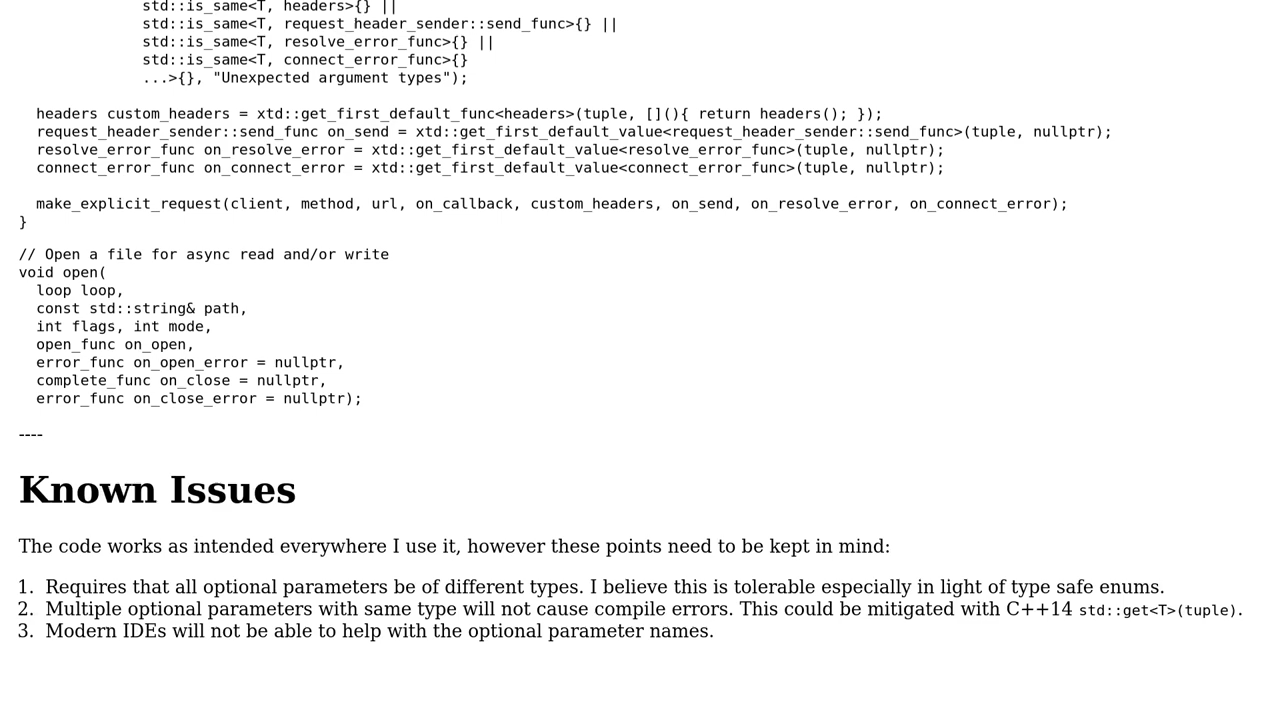 std::is_same<T, headers>{} ||
std::is_same<T, request_header_sender::send_func>{} ||
std::is_same<T, resolve_error_func>{} ||
std::is_same<T, connect_error_func>{}
...>{}, "Unexpected argument types");
headers custom_headers = xtd::get_first_default_func<headers>(tuple, [](){ return headers(); });
request_header_sender::send_func on_send = xtd::get_first_default_value<request_header_sender::send_func>(tuple, nullptr);
resolve_error_func on_resolve_error = xtd::get_first_default_value<resolve_error_func>(tuple, nullptr);
connect_error_func on_connect_error = xtd::get_first_default_value<connect_error_func>(tuple, nullptr);
make_explicit_request(client, method, url, on_callback, custom_headers, on_send, on_resolve_error, on_connect_error);
}
// Open a file for async read and/or write
void open(
loop loop,
const std::string& path,
int flags, int mode,
open_func on_open,
error_func on_open_error = nullptr,
complete_func on_close = nullptr,
error_func on_close_error = nullptr);
----
Known Issues
The code works as intended everywhere I use it, however these points need to be kept in mind:
1. Requires that all optional parameters be of different types. I believe this is tolerable especially in light of type safe enums.
2. Multiple optional parameters with same type will not cause compile errors. This could be mitigated with C++14 std::get<T>(tuple).
3. Modern IDEs will not be able to help with the optional parameter names.